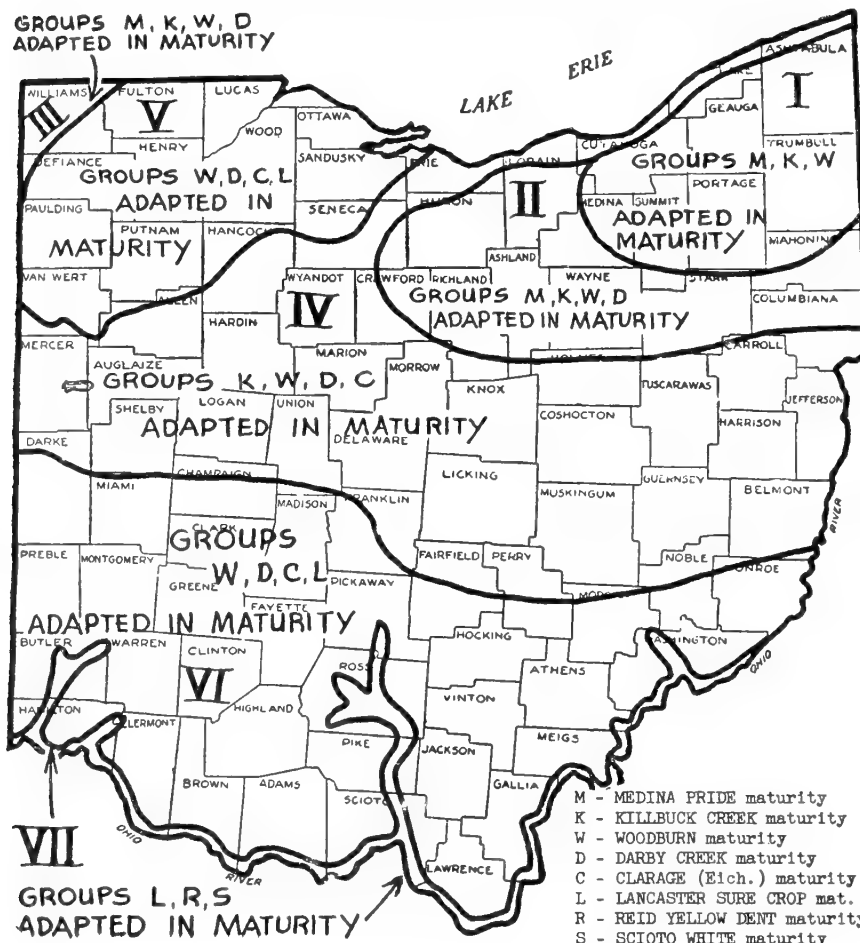 GROUPS M, K, W, D
ADAPTED IN MATURITY
LAKE ERIE
ASHTABULA
LAKE
I
GEAUGA
WILLIAMS
FULTON
LUCAS
III
V
OTTAWA
WOOD
HENRY
SANDUSKY
ERIE
LORAIN
CUYAHOGA
TRUMBULL
DEFIANCE
GROUPS W, D, C, L
ADAPTED IN
MATURITY
GROUPS M, K, W
ADAPTED IN
MATURITY
II
HURON
MEDINA
SUMMIT
PORTAGE
PAULDING
SENECA
PUTNAM
HANCOCK
ASHLAND
MAHONING
VAN WERT
ALLEN
WYANDOT
CRAWFORD
RICHLAND
WAYNE
STARK
COLUMBIANA
GROUPS M, K, W, D
ADAPTED IN MATURITY
IV
HARDIN
MERCER
AUGLAIZE
MARION
MORROW
HOLMES
CARROLL
GROUPS K, W, D, C
ADAPTED IN MATURITY
KNOX
TUSCARAWAS
JEFFERSON
SHELBY
LOGAN
UNION
COSHOCTON
HARRISON
DARKE
DELAWARE
CHAMPAIGN
LICKING
GUERNSEY
BELMONT
MIAMI
MADISON
FRANKLIN
MUSKINGUM
RIVER
CLARK
GROUPS
W, D, C, L
ADAPTED IN MATURITY
PREBLE
MONTGOMERY
FAIRFIELD
PERRY
NOBLE
MONROE
GREENE
PICKAWAY
MORGAN
FAYETTE
HOCKING
WASHINGTON
BUTLER
WARREN
CLINTON
ROSS
ATHENS
OHIO
VI
HAMILTON
CLERMONT
HIGHLAND
VINTON
PIKE
MEIGS
JACKSON
BROWN
ADAMS
SCIOTO
GALLIA
VII
OHIO
RIVER
LAWRENCE
GROUPS L, R, S
ADAPTED IN MATURITY
M - MEDINA PRIDE maturity
K - KILLBUCK CREEK maturity
W - WOODBURN maturity
D - DARBY CREEK maturity
C - CLARAGE (Eich.) maturity
L - LANCASTER SURE CROP mat.
R - REID YELLOW DENT maturity
S - SCIOTO WHITE maturity